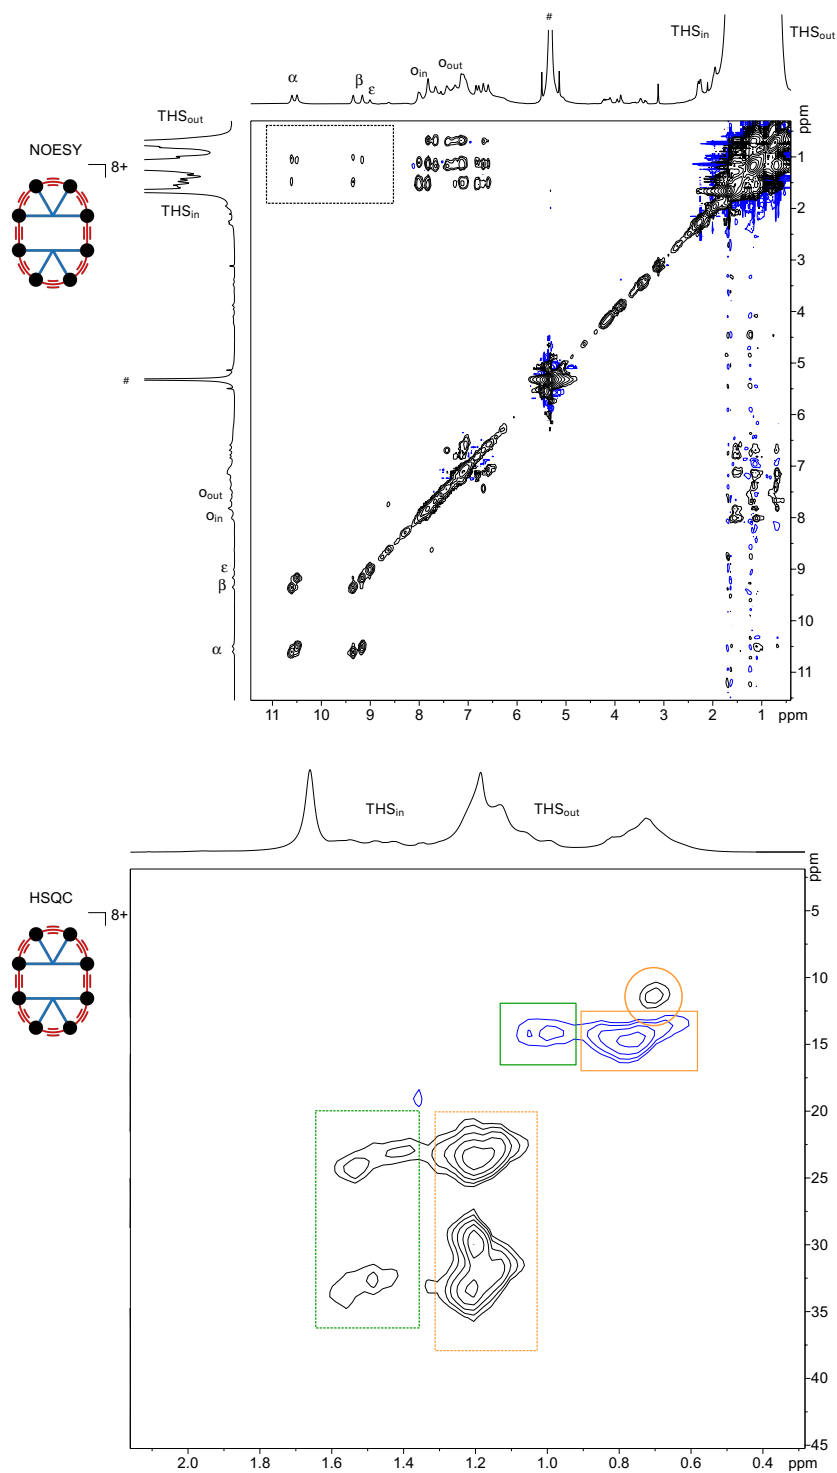 #
THS_in
THS_out
α
β
ε
o_in
o_out
THS_out
NOESY
8+
THS_in
#
o_out
o_in
ε
β
α
ppm
1
2
3
4
5
6
7
8
9
10
11
11 10 9 8 7 6 5 4 3 2 1 ppm
THS_in
THS_out
HSQC
8+
ppm
5
10
15
20
25
30
35
40
45
2.0 1.8 1.6 1.4 1.2 1.0 0.8 0.6 0.4 ppm